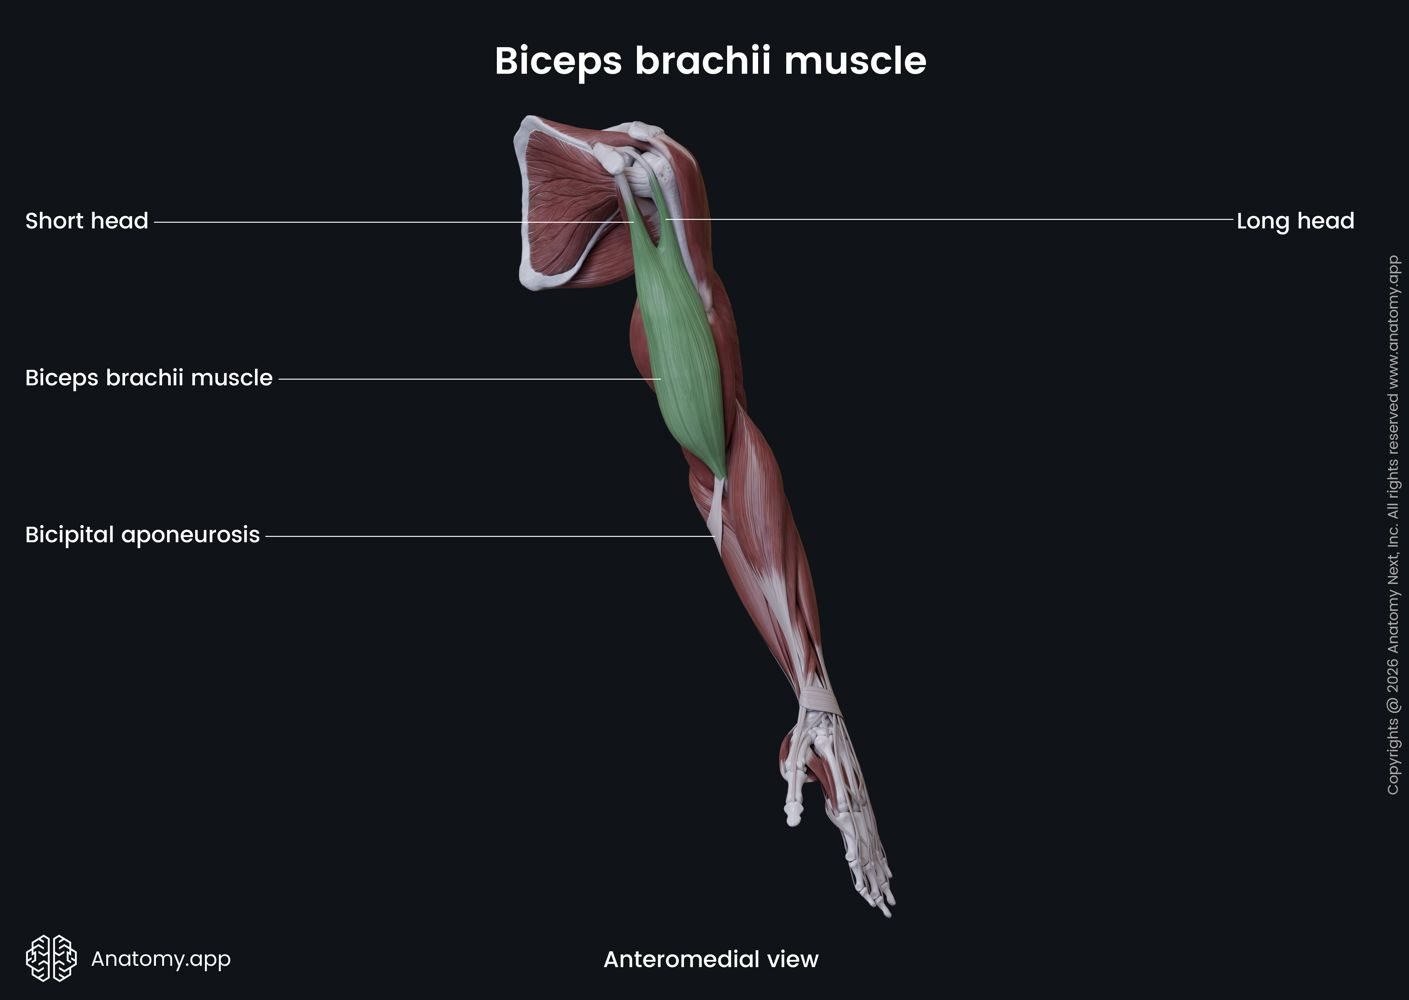 Biceps brachii muscle
Short head
Long head
Biceps brachii muscle
Bicipital aponeurosis
Copyrights @ 2026 Anatomy Next, Inc. All rights reserved www.anatomy.app
Anatomy.app
Anteromedial view